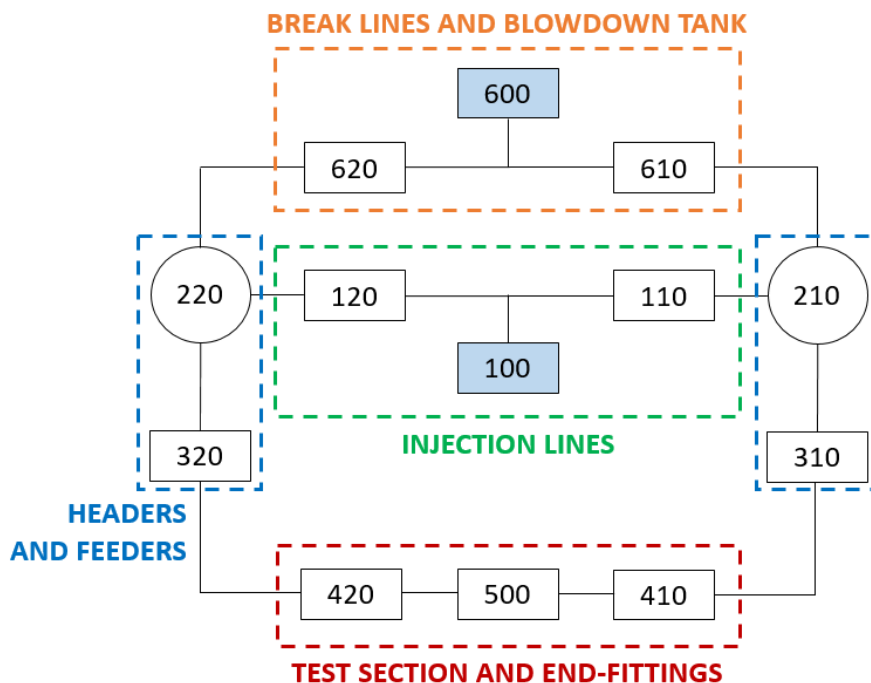 BREAK LINES AND BLOWDOWN TANK
600
620
610
220
120
110
210
100
320
INJECTION LINES
310
HEADERS
AND FEEDERS
420
500
410
TEST SECTION AND END-FITTINGS